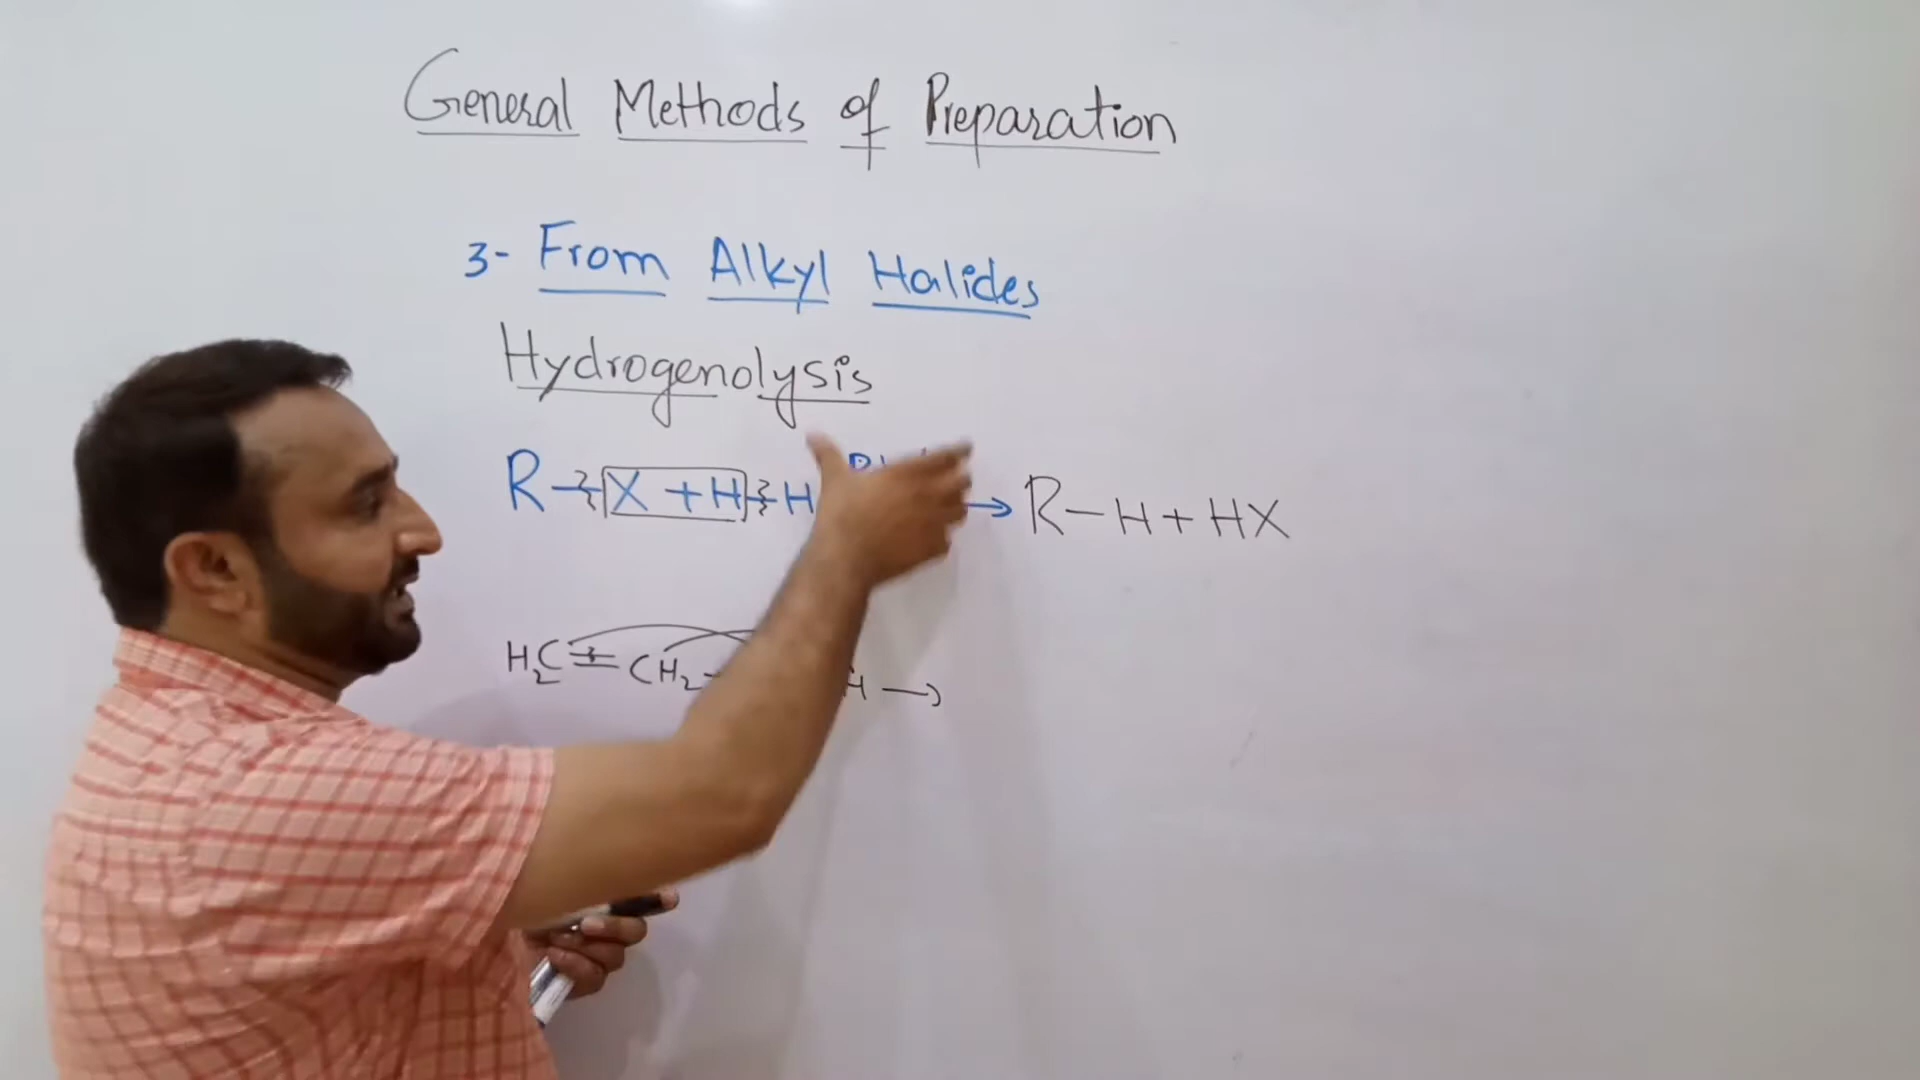 General Methods of Preparation
3- From Alkyl Halides
Hydrogenolysis
R-X + H-H → R-H + HX
H₂C=CH₂ H →